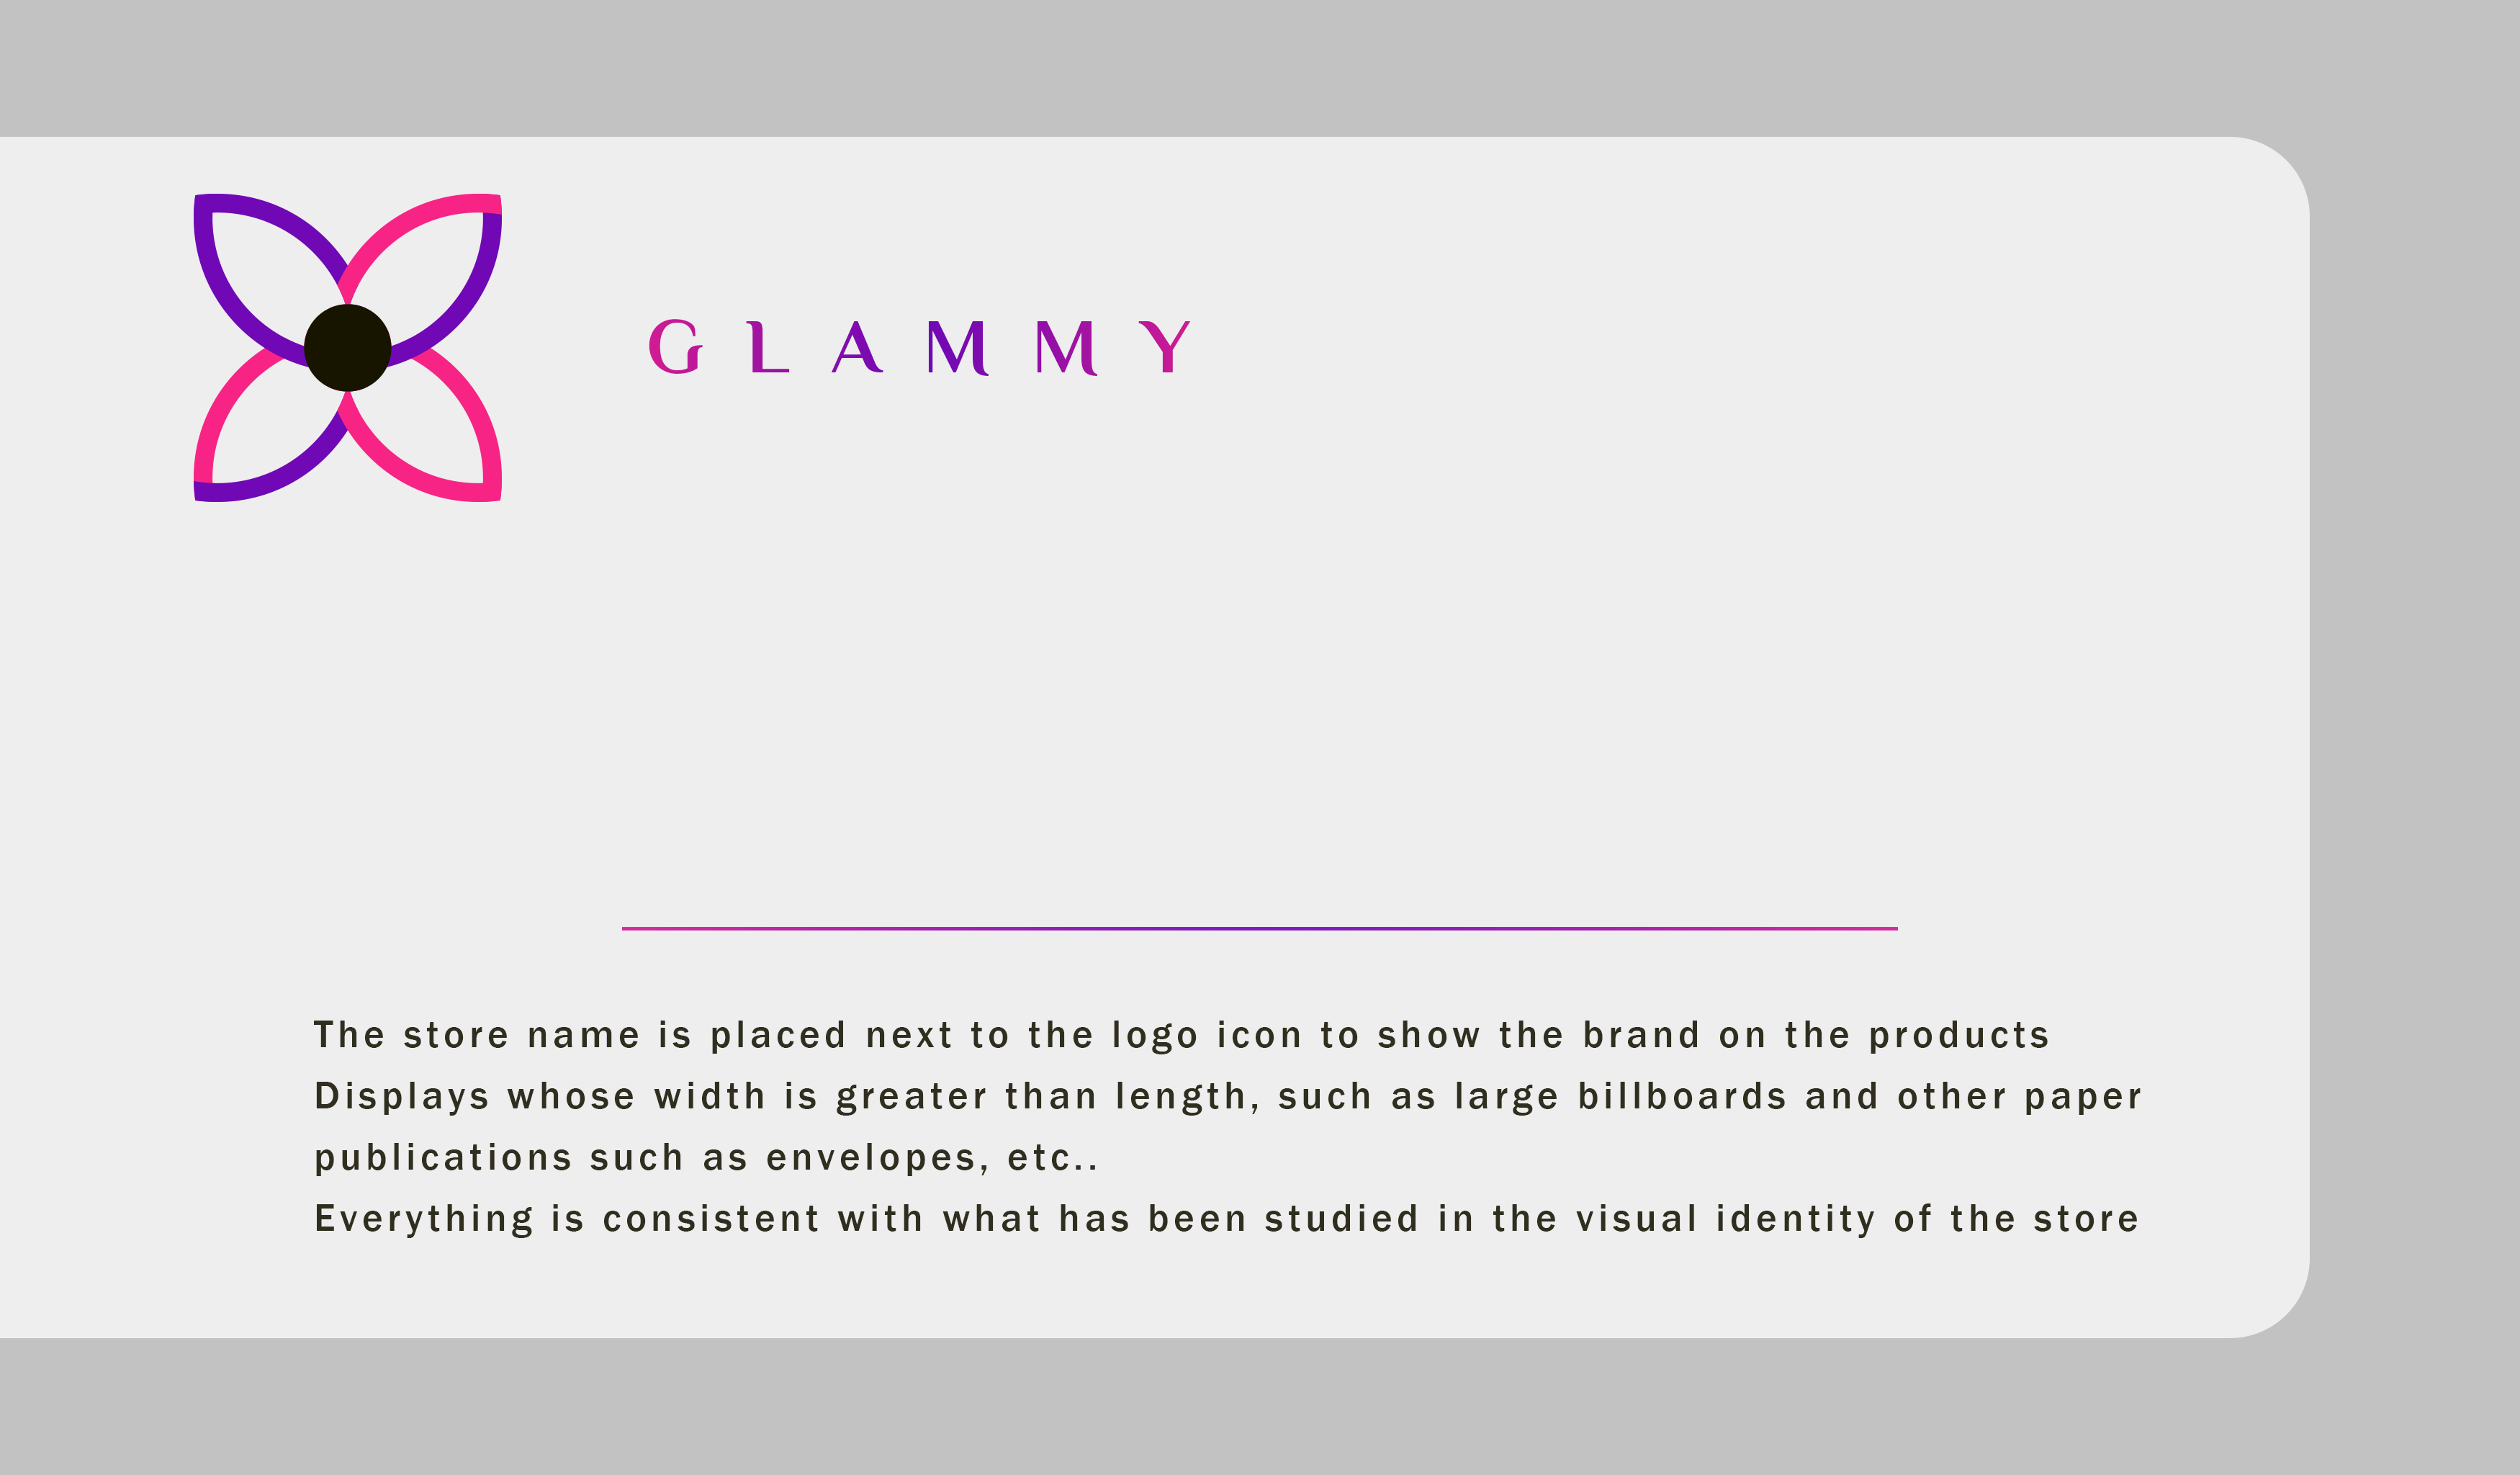 GLAMMY
The store name is placed next to the logo icon to show the brand on the products
Displays whose width is greater than length, such as large billboards and other paper
publications such as envelopes, etc..
Everything is consistent with what has been studied in the visual identity of the store